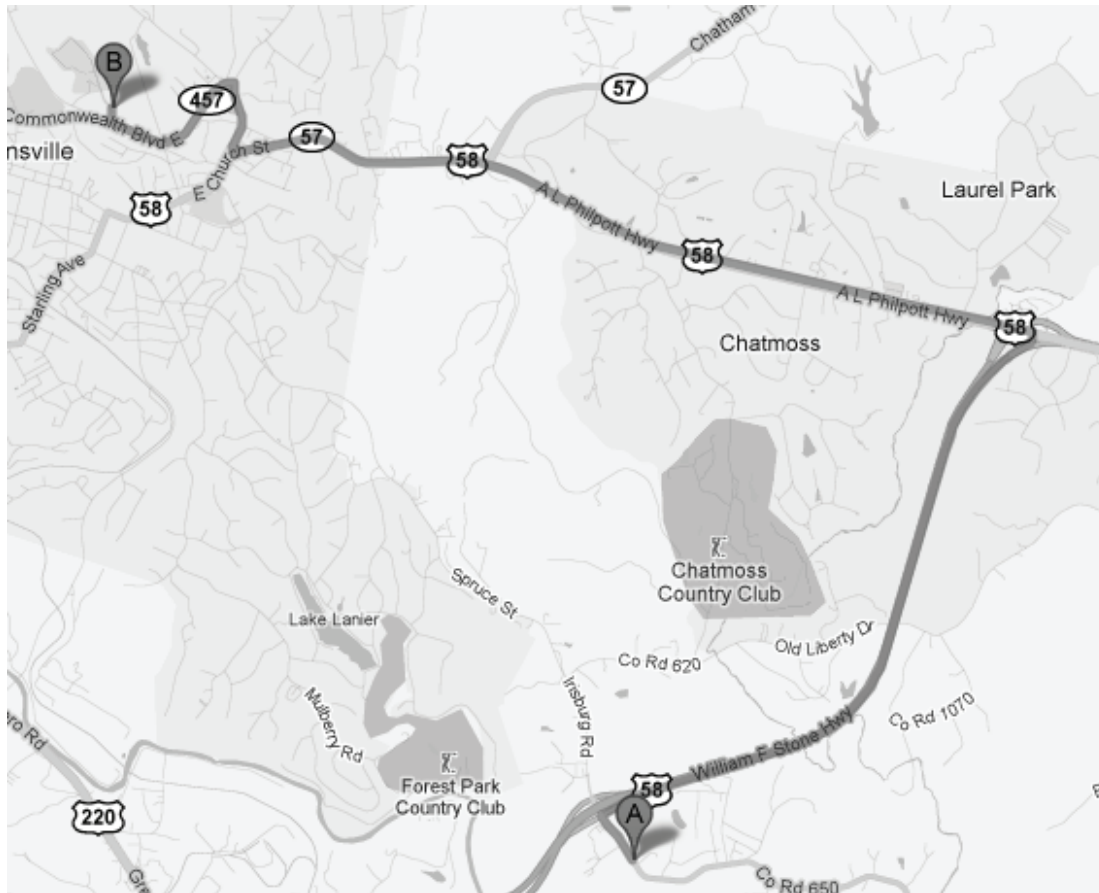 B
Chatham
57
457
Commonwealth Blvd E
nsville
57
E Church St
58
58
A L Philpott Hwy
Laurel Park
58
Starling Ave
A L Philpott Hwy
58
Chatmoss
Chatmoss
Country Club
Spruce St
Lake Lanier
Old Liberty Dr
Co Rd 620
Irisburg Rd
Mulberry Rd
Co Rd 1070
ro Rd
William F Stone Hwy
Forest Park
Country Club
58
A
220
Gre
Co Rd 650